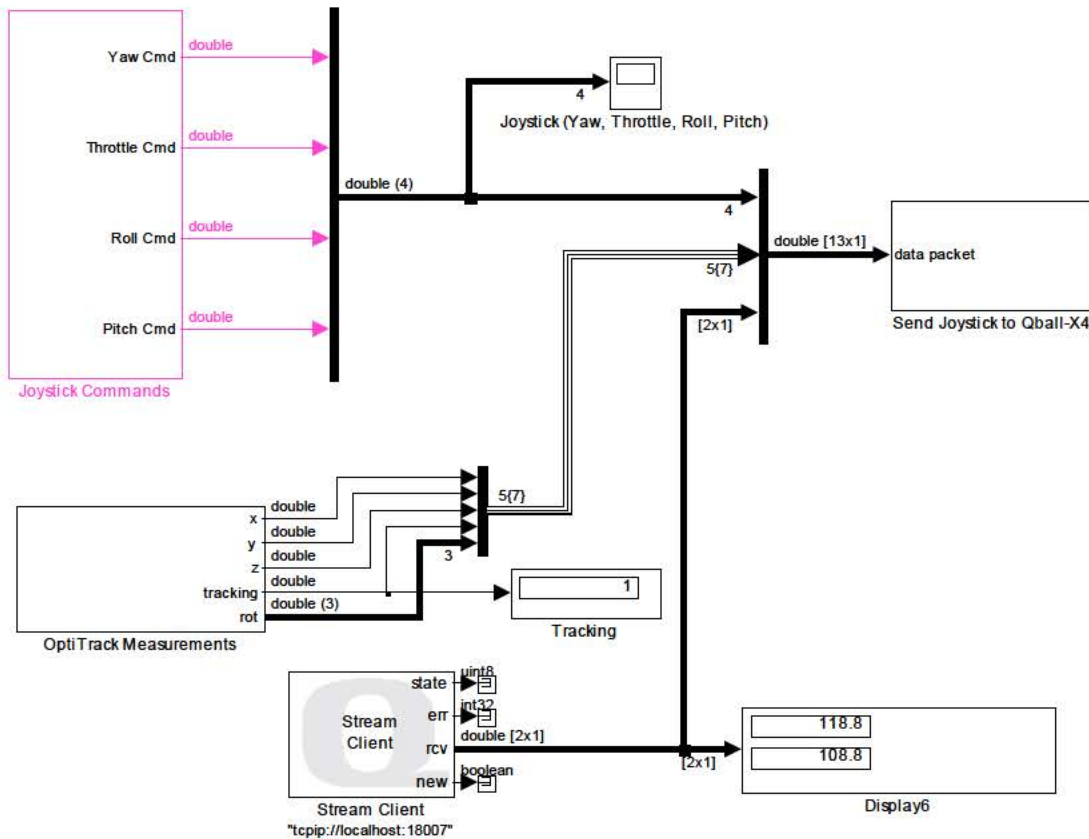 double
Yaw Cmd
double
Throttle Cmd
double
Roll Cmd
double
Pitch Cmd
Joystick Commands
4
Joystick (Yaw, Throttle, Roll, Pitch)
double (4)
4
5{7}
[2x1]
double [13x1]
data packet
Send Joystick to Qball-X4
5{7}
3
double
x
double
y
double
z
double
tracking
double (3)
rot
OptiTrack Measurements
1
Tracking
Stream
Client
state
uint8
err
int32
rcv
double [2x1]
new
boolean
Stream Client
"tcpip://localhost:18007"
[2x1]
118.8
108.8
Display6